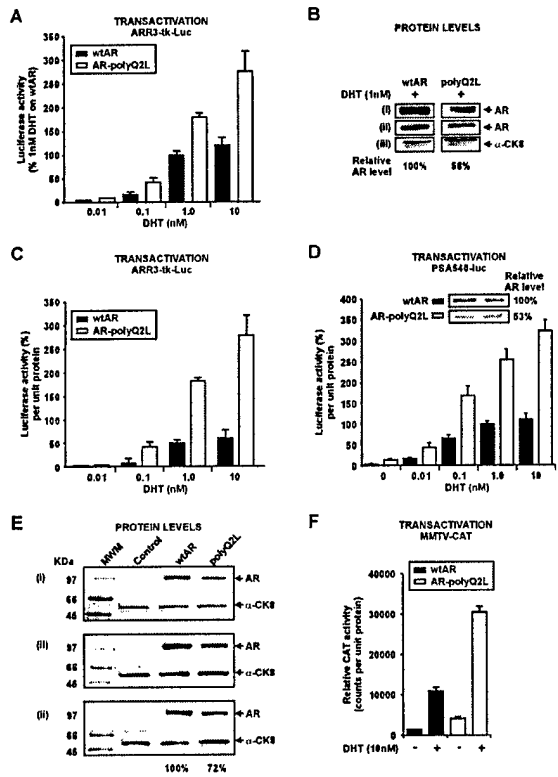 A
TRANSACTIVATION
ARR3-tk-Luc
wtAR
AR-polyQ2L
Luciferase activity
(% 1nM DHT on wtAR)
350
300
250
200
150
100
50
0
0.01
0.1
1.0
10
DHT (nM)
B
PROTEIN LEVELS
wtAR
polyQ2L
DHT (1nM)
+
+
(i)
AR
(ii)
AR
(iii)
α-CK8
Relative
AR level
100%
C
TRANSACTIVATION
ARR3-tk-Luc
wtAR
AR-polyQ2L
Luciferase activity (%)
per unit protein
350
300
250
200
150
100
50
0
0.01
0.1
1.0
10
DHT (nM)
D
TRANSACTIVATION
PSA540-luc
Relative
AR level
wtAR
100%
AR-polyQ2L
53%
Luciferase activity (%)
per unit protein
400
350
300
250
200
150
100
50
0
0
0.01
0.1
1.0
10
DHT (nM)
E
PROTEIN LEVELS
KDa
MWM
Control
wtAR
polyQ2L
(i)
97
66
46
AR
α-CK8
(ii)
97
66
46
AR
α-CK8
(ii)
97
66
46
AR
α-CK8
100%
72%
F
TRANSACTIVATION
MMTV-CAT
wtAR
AR-polyQ2L
Relative CAT activity
(counts per unit protein)
40000
30000
20000
10000
0
DHT (10nM)
-
+
-
+